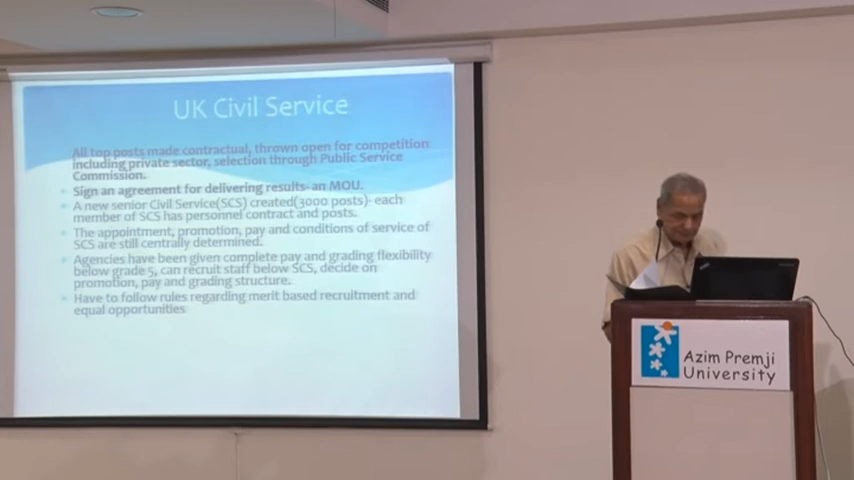 UK Civil Service
All top posts made contractual, thrown open for competition
including private sector, selection through Public Service
Commission.
Sign an agreement for delivering results- an MOU.
A new senior Civil Service(SCS) created(3000 posts)- each
member of SCS has personnel contract and posts.
The appointment, promotion, pay and conditions of service of
SCS are still centrally determined.
Agencies have been given complete pay and grading flexibility
below grade 5, can recruit staff below SCS, decide on
promotion, pay and grading structure.
Have to follow rules regarding merit based recruitment and
equal opportunities
Azim Premji
University